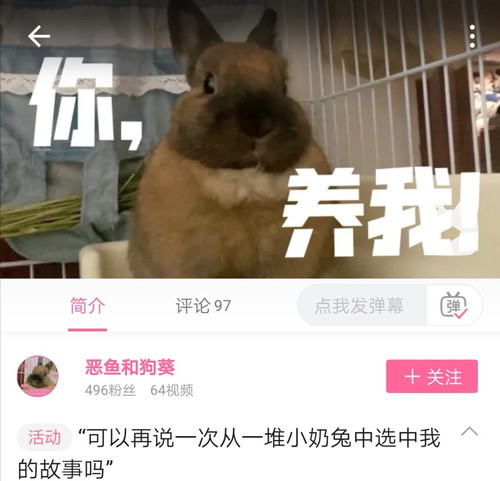 你，
养我！
简介
评论 97
点我发弹幕
弹
恶鱼和狗葵
496粉丝 64视频
＋ 关注
活动 “可以再说一次从一堆小奶兔中选中我
的故事吗”